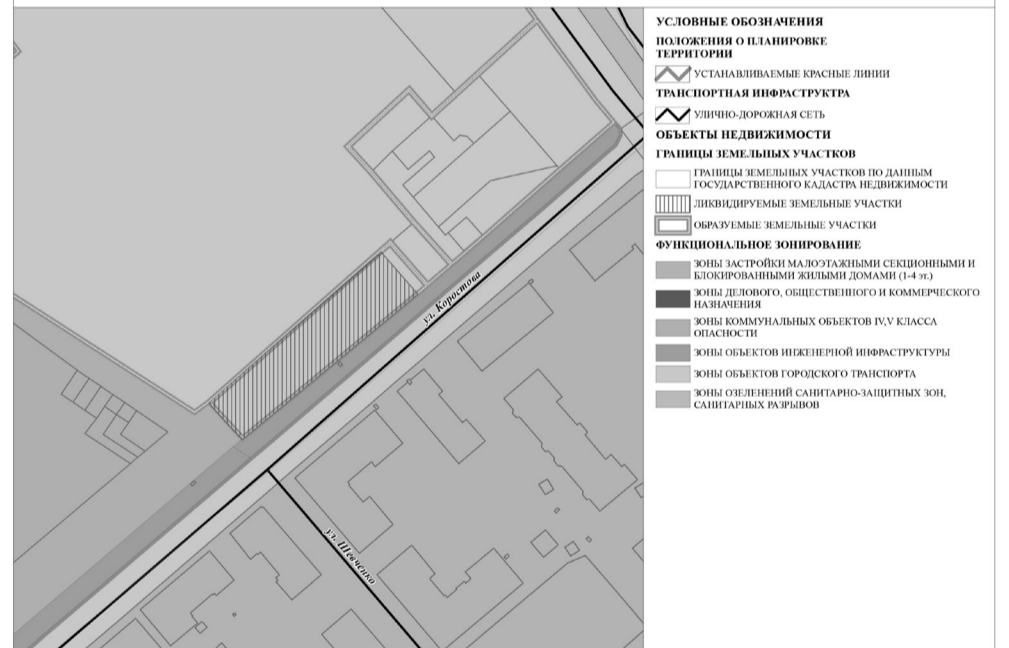 УСЛОВНЫЕ ОБОЗНАЧЕНИЯ
ПОЛОЖЕНИЯ О ПЛАНИРОВКЕ
ТЕРРИТОРИИ
УСТАНАВЛИВАЕМЫЕ КРАСНЫЕ ЛИНИИ
ТРАНСПОРТНАЯ ИНФРАСТРУКТРА
УЛИЧНО-ДОРОЖНАЯ СЕТЬ
ОБЪЕКТЫ НЕДВИЖИМОСТИ
ГРАНИЦЫ ЗЕМЕЛЬНЫХ УЧАСТКОВ
ГРАНИЦЫ ЗЕМЕЛЬНЫХ УЧАСТКОВ ПО ДАННЫМ
ГОСУДАРСТВЕННОГО КАДАСТРА НЕДВИЖИМОСТИ
ЛИКВИДИРУЕМЫЕ ЗЕМЕЛЬНЫЕ УЧАСТКИ
ОБРАЗУЕМЫЕ ЗЕМЕЛЬНЫЕ УЧАСТКИ
ФУНКЦИОНАЛЬНОЕ ЗОНИРОВАНИЕ
ЗОНЫ ЗАСТРОЙКИ МАЛОЭТАЖНЫМИ СЕКЦИОННЫМИ И
БЛОКИРОВАННЫМИ ЖИЛЫМИ ДОМАМИ (1-4 эт.)
ЗОНЫ ДЕЛОВОГО, ОБЩЕСТВЕННОГО И КОММЕРЧЕСКОГО
НАЗНАЧЕНИЯ
ЗОНЫ КОММУНАЛЬНЫХ ОБЪЕКТОВ IV,V КЛАССА
ОПАСНОСТИ
ЗОНЫ ОБЪЕКТОВ ИНЖЕНЕРНОЙ ИНФРАСТРУКТУРЫ
ЗОНЫ ОБЪЕКТОВ ГОРОДСКОГО ТРАНСПОРТА
ЗОНЫ ОЗЕЛЕНЕНИЙ САНИТАРНО-ЗАЩИТНЫХ ЗОН,
САНИТАРНЫХ РАЗРЫВОВ
ул. Коростова
ул. Шевченко